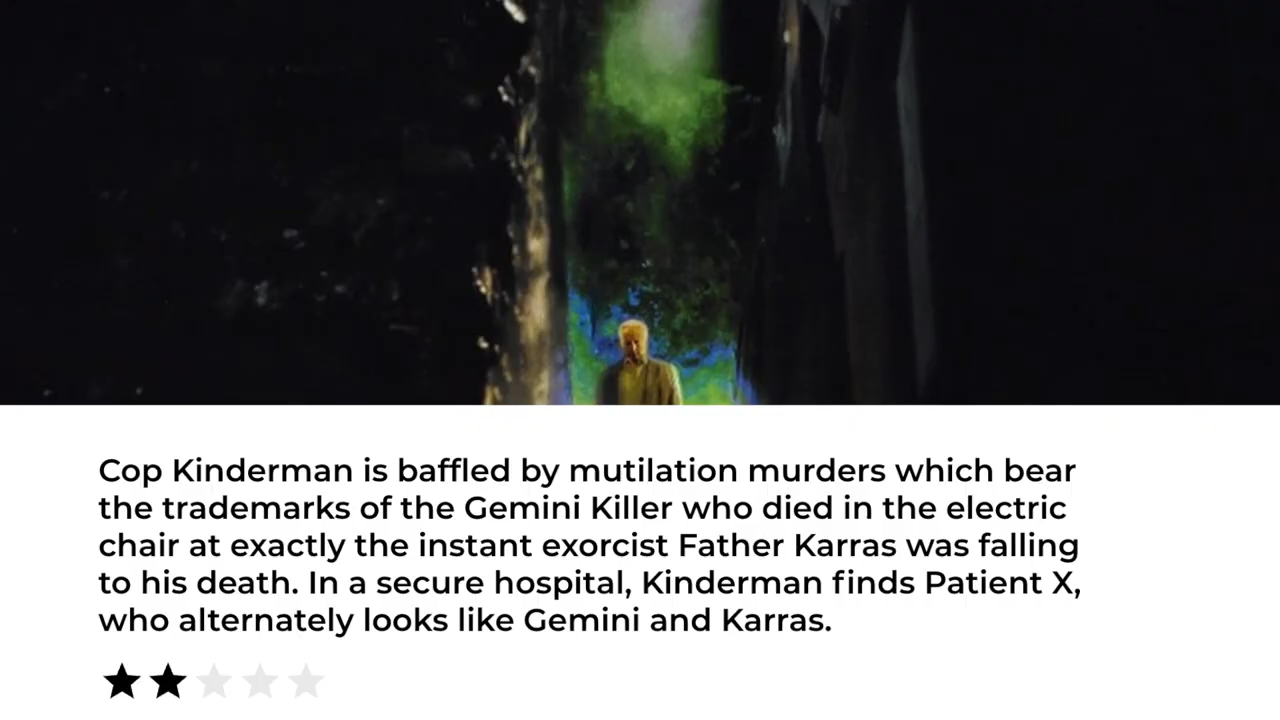 Cop Kinderman is baffled by mutilation murders which bear
the trademarks of the Gemini Killer who died in the electric
chair at exactly the instant exorcist Father Karras was falling
to his death. In a secure hospital, Kinderman finds Patient X,
who alternately looks like Gemini and Karras.